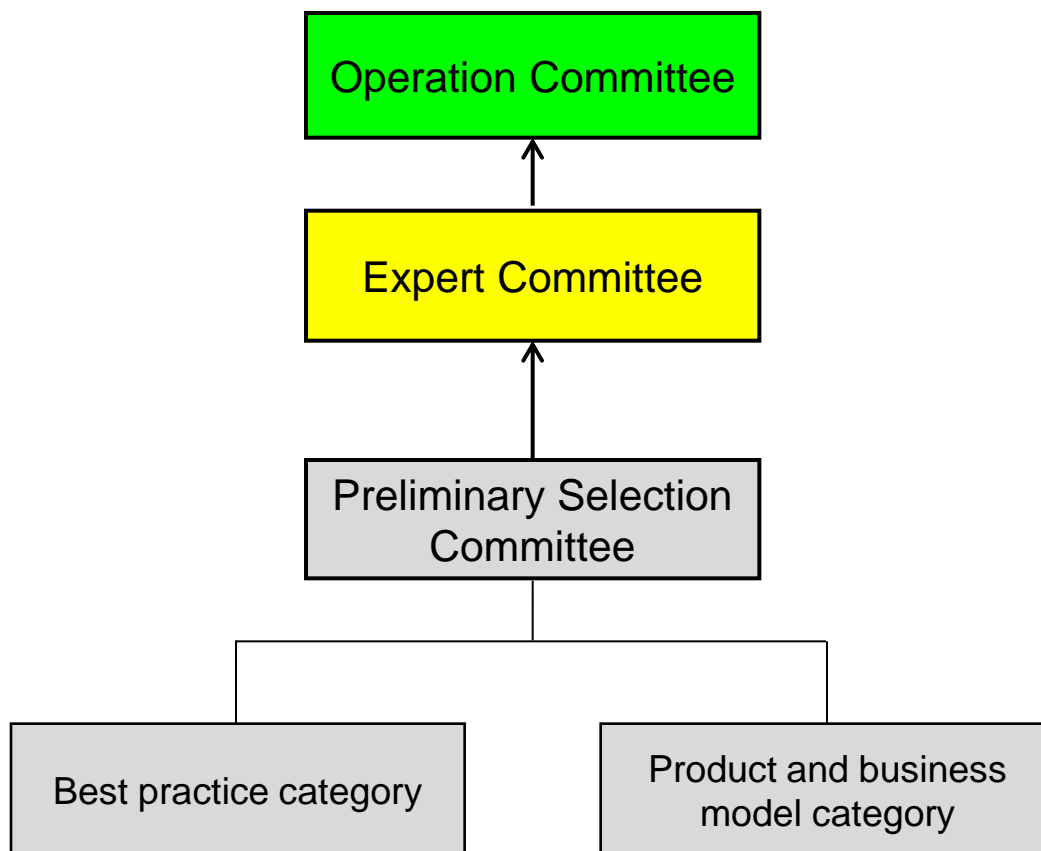 Operation Committee
Expert Committee
Preliminary Selection
Committee
Best practice category
Product and business
model category